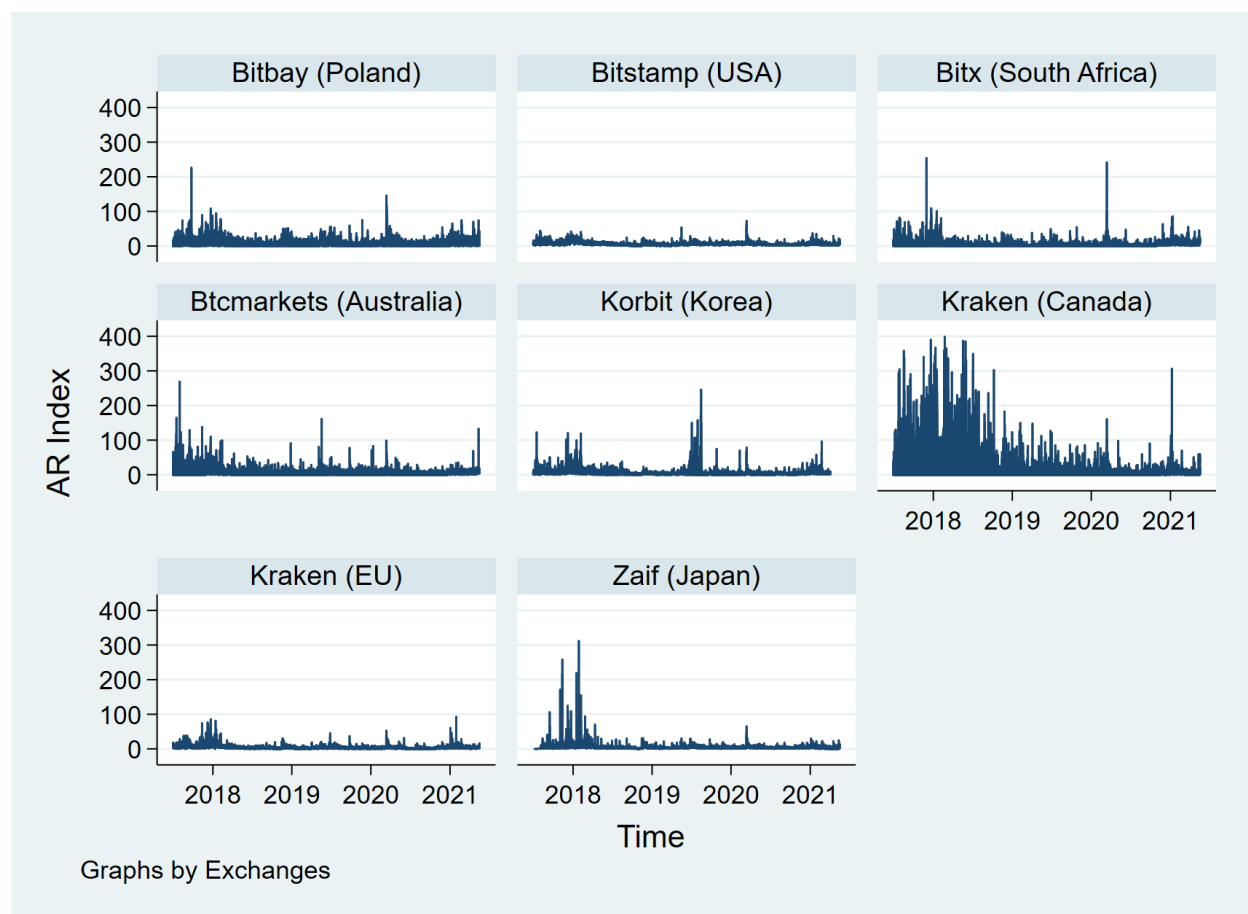 Bitbay (Poland) Bitstamp (USA) Bitx (South Africa)
400
300
200
100
0
Btcmarkets (Australia) Korbit (Korea) Kraken (Canada)
400
300
200
100
0
2018 2019 2020 2021
Kraken (EU) Zaif (Japan)
400
300
200
100
0
2018 2019 2020 2021 2018 2019 2020 2021
AR Index
Time
Graphs by Exchanges